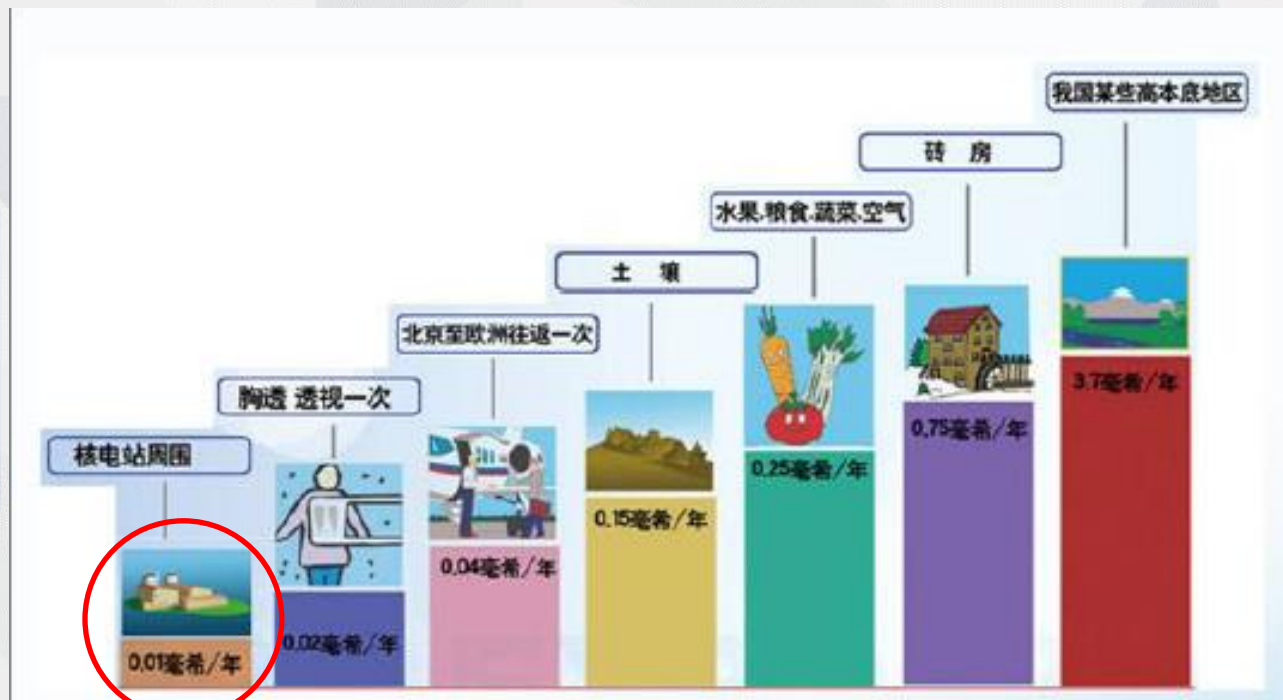 我国某些高本底地区
砖 房
水果.粮食.蔬菜.空气
土 壤
北京至欧洲往返一次
胸透 透视一次
核电站周围
0.01毫希/年
0.02毫希/年
0.04毫希/年
0.15毫希/年
0.25毫希/年
0.75毫希/年
3.7毫希/年